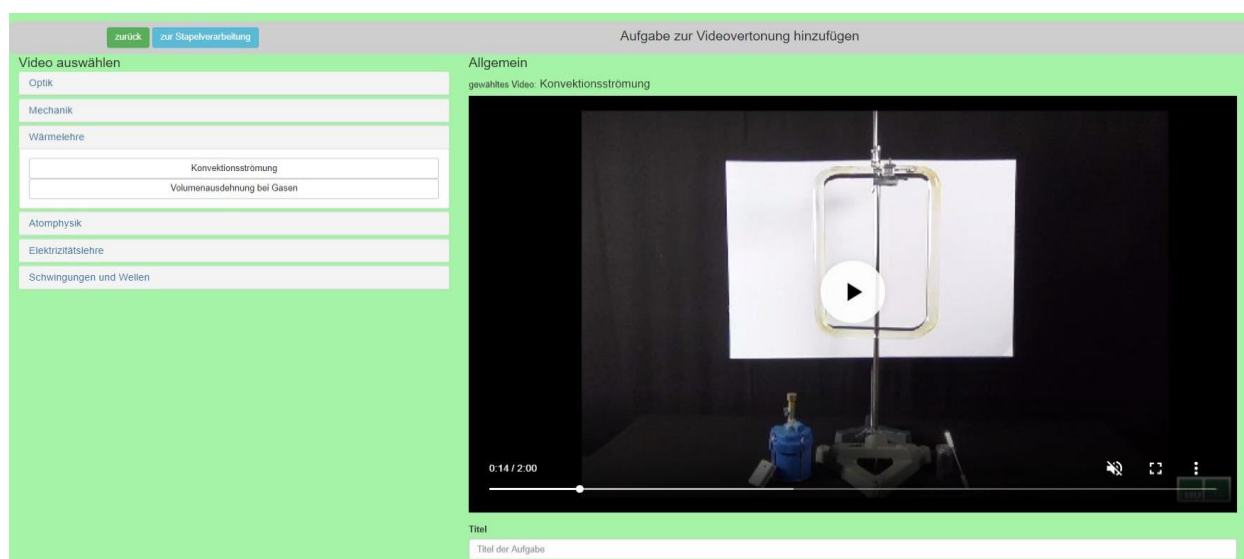 zurück zur Stapelverarbeitung
Aufgabe zur Videovertonung hinzufügen
Video auswählen
Optik
Mechanik
Wärmelehre
Konvektionsströmung
Volumenausdehnung bei Gasen
Atomphysik
Elektrizitätslehre
Schwingungen und Wellen
Allgemein
gewähltes Video: Konvektionsströmung
0:14 / 2:00
Titel
Titel der Aufgabe